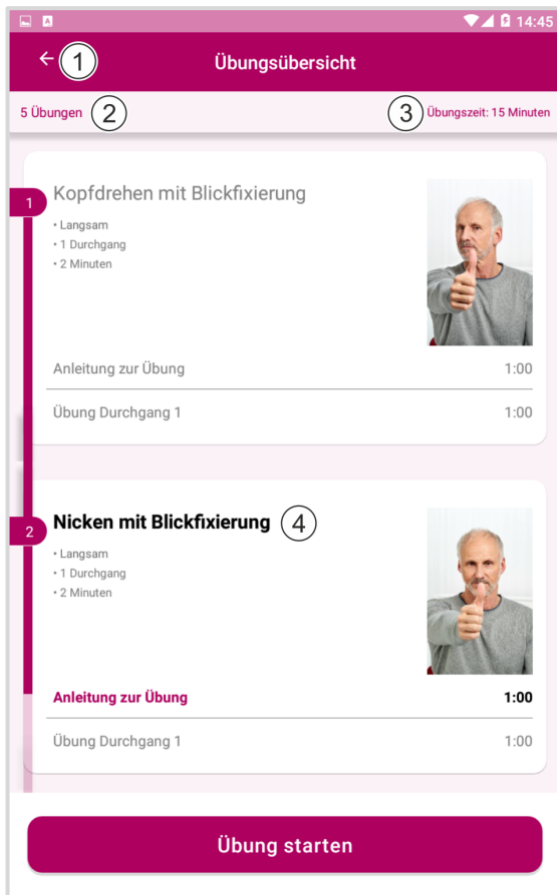 14:45
1
Übungsübersicht
5 Übungen 2
3 Übungszeit: 15 Minuten
1
Kopfdrehen mit Blickfixierung
• Langsam
• 1 Durchgang
• 2 Minuten
Anleitung zur Übung 1:00
Übung Durchgang 1 1:00
2
Nicken mit Blickfixierung 4
• Langsam
• 1 Durchgang
• 2 Minuten
Anleitung zur Übung 1:00
Übung Durchgang 1 1:00
Übung starten